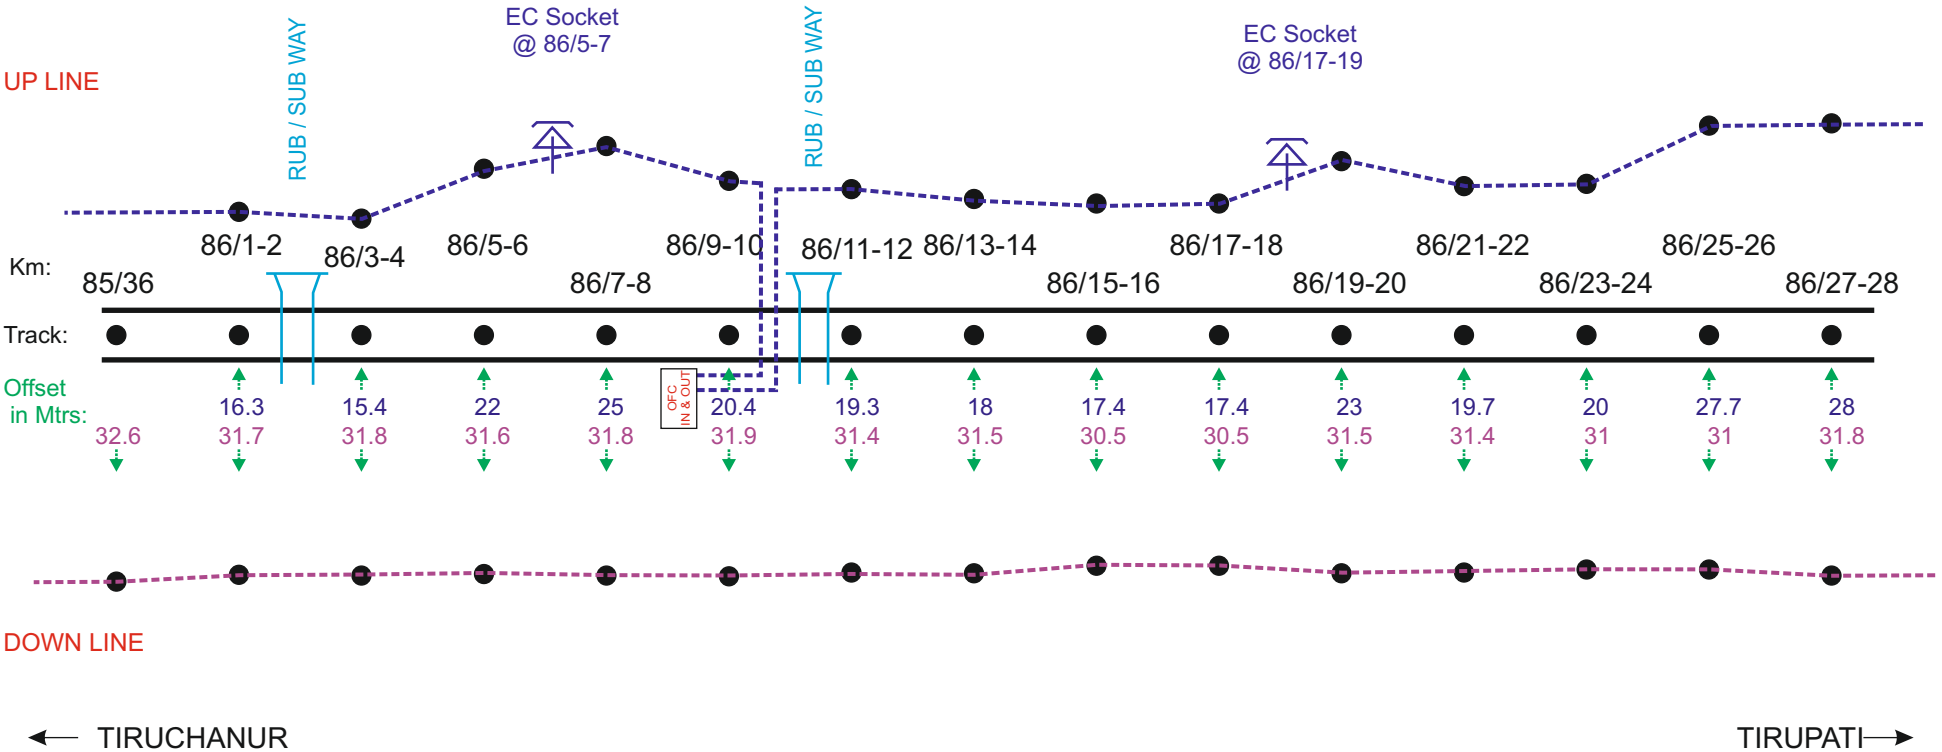 EC Socket
@ 86/5-7
EC Socket
@ 86/17-19
RUB / SUB WAY
RUB / SUB WAY
UP LINE
Km:
85/36
86/1-2
86/3-4
86/5-6
86/7-8
86/9-10
86/11-12
86/13-14
86/15-16
86/17-18
86/19-20
86/21-22
86/23-24
86/25-26
86/27-28
Track:
Offset
in Mtrs:
OFC
IN & OUT
16.3 15.4 22 25 20.4 19.3 18 17.4 17.4 23 19.7 20 27.7 28
32.6 31.7 31.8 31.6 31.8 31.9 31.4 31.5 30.5 30.5 31.5 31.4 31 31 31.8
DOWN LINE
TIRUCHANUR
TIRUPATI